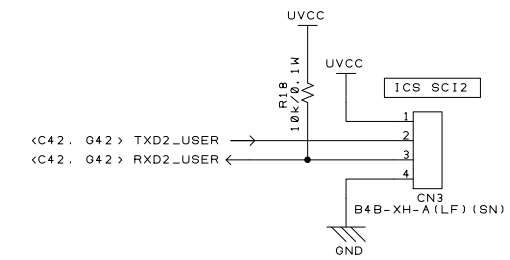 UVCC
UVCC
R18
10k/0.1W
ICS SCI2
1
<C42. G42> TXD2_USER
2
<C42. G42> RXD2_USER
3
4
CN3
B4B-XH-A(LF)(SN)
GND